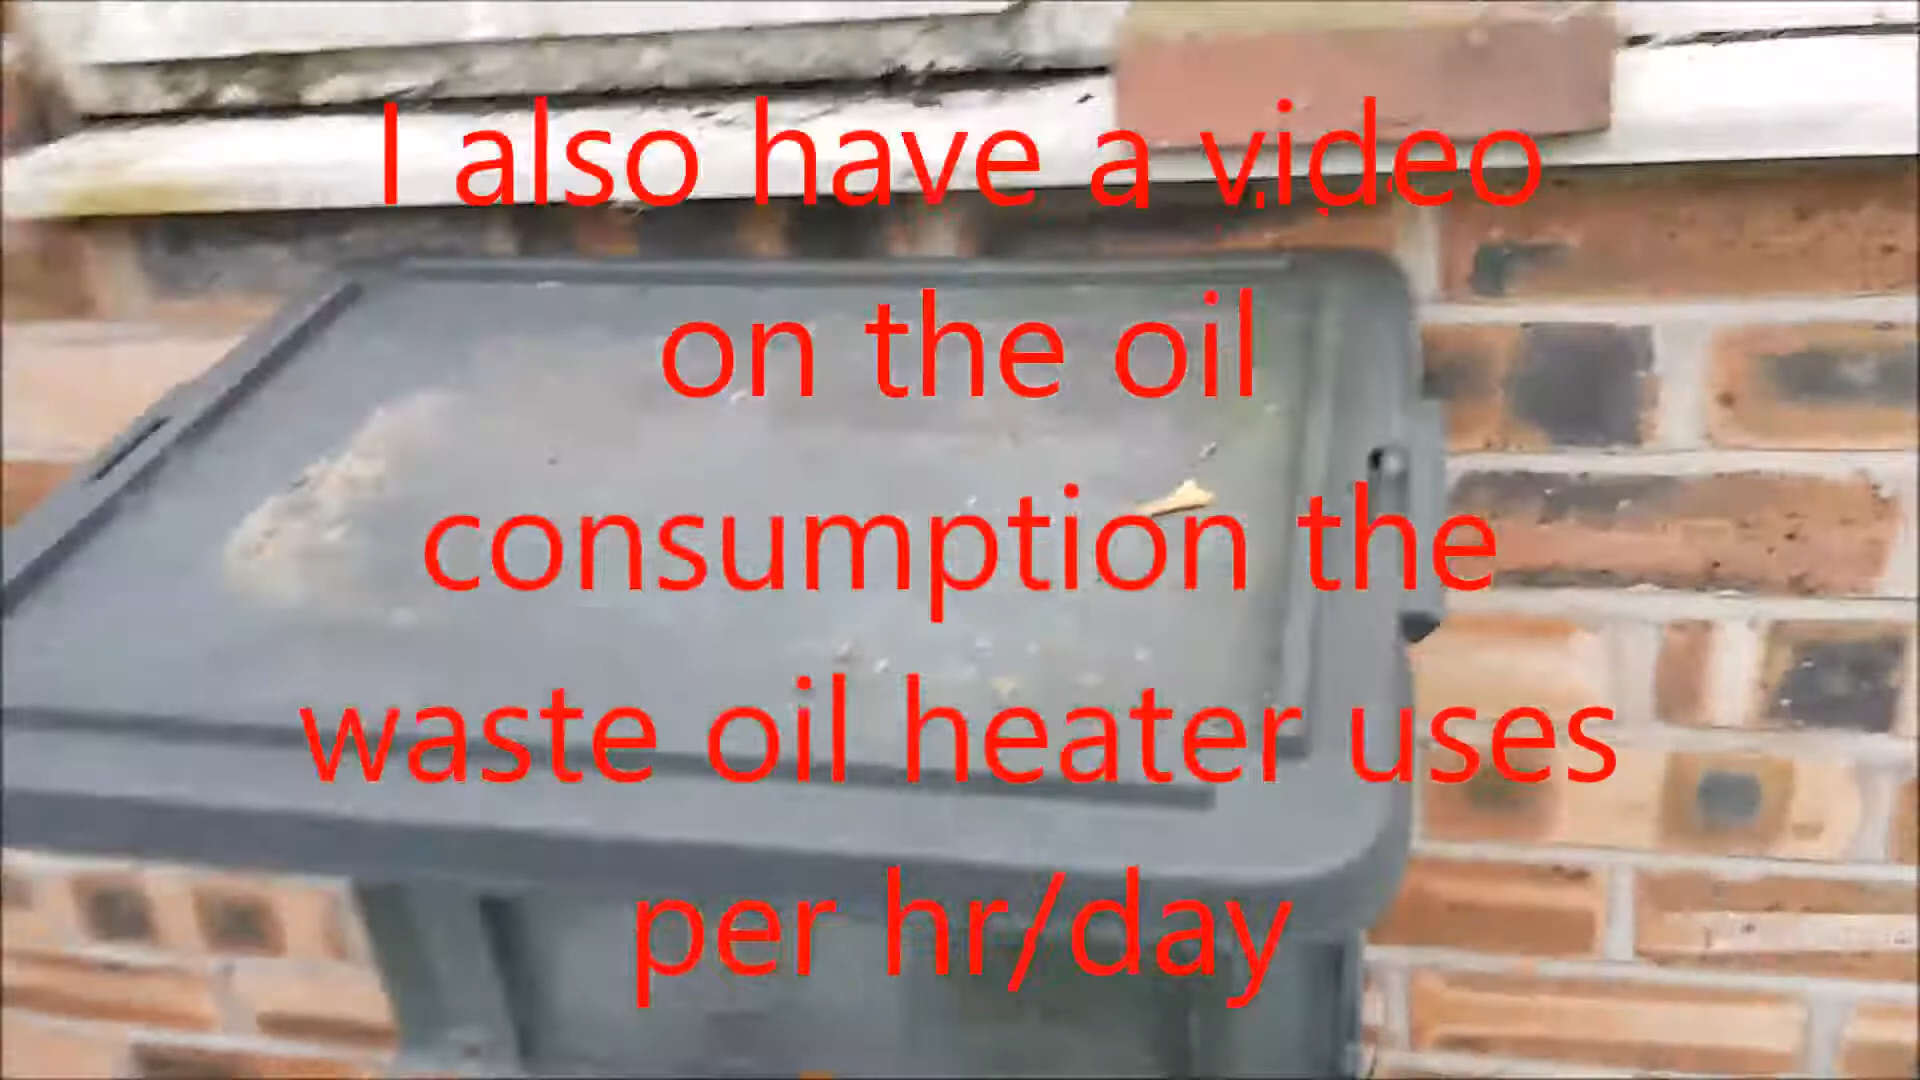 I also have a video
on the oil
consumption the
waste oil heater uses
per hr/day